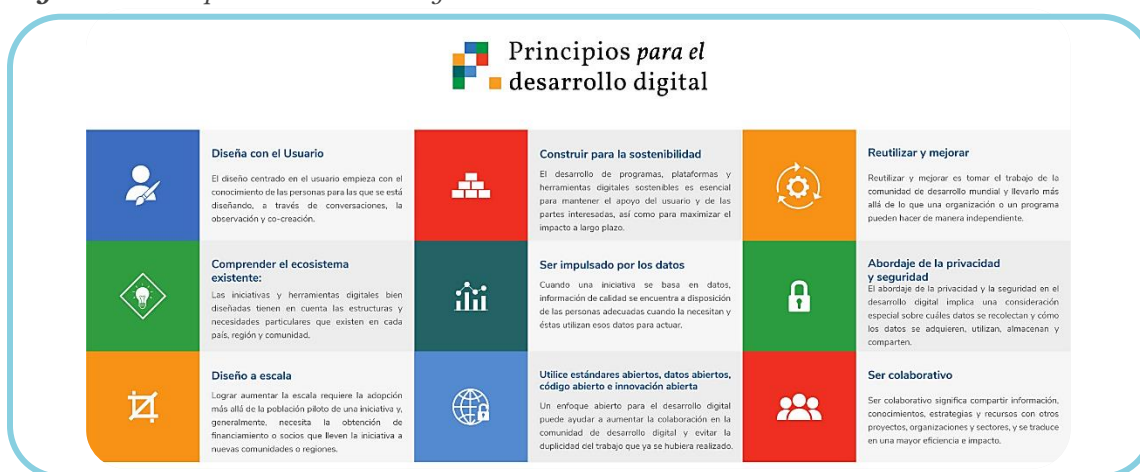 Principios para el
desarrollo digital
Diseña con el Usuario
El diseño centrado en el usuario empieza con el
conocimiento de las personas para las que se está
diseñando, a través de conversaciones, la
observación y co-creación.
Construir para la sostenibilidad
El desarrollo de programas, plataformas y
herramientas digitales sostenibles es esencial
para mantener el apoyo del usuario y de las
partes interesadas, así como para maximizar el
impacto a largo plazo.
Reutilizar y mejorar
Reutilizar y mejorar es tomar el trabajo de la
comunidad de desarrollo mundial y llevarlo más
allá de lo que una organización o un programa
pueden hacer de manera independiente.
Comprender el ecosistema
existente:
Las iniciativas y herramientas digitales bien
diseñadas tienen en cuenta las estructuras y
necesidades particulares que existen en cada
país, región y comunidad.
Ser impulsado por los datos
Cuando una iniciativa se basa en datos,
información de calidad se encuentra a disposición
de las personas adecuadas cuando la necesitan y
éstas utilizan esos datos para actuar.
Abordaje de la privacidad
y seguridad
El abordaje de la privacidad y la seguridad en el
desarrollo digital implica una consideración
especial sobre cuáles datos se recolectan y cómo
los datos se adquieren, utilizan, almacenan y
comparten.
Diseño a escala
Lograr aumentar la escala requiere la adopción
más allá de la población piloto de una iniciativa y,
generalmente, necesita la obtención de
financiamiento o socios que lleven la iniciativa a
nuevas comunidades o regiones.
Utilice estándares abiertos, datos abiertos,
código abierto e innovación abierta
Un enfoque abierto para el desarrollo digital
puede ayudar a aumentar la colaboración en la
comunidad de desarrollo digital y evitar la
duplicidad del trabajo que ya se hubiera realizado.
Ser colaborativo
Ser colaborativo significa compartir información,
conocimientos, estrategias y recursos con otros
proyectos, organizaciones y sectores, y se traduce
en una mayor eficiencia e impacto.